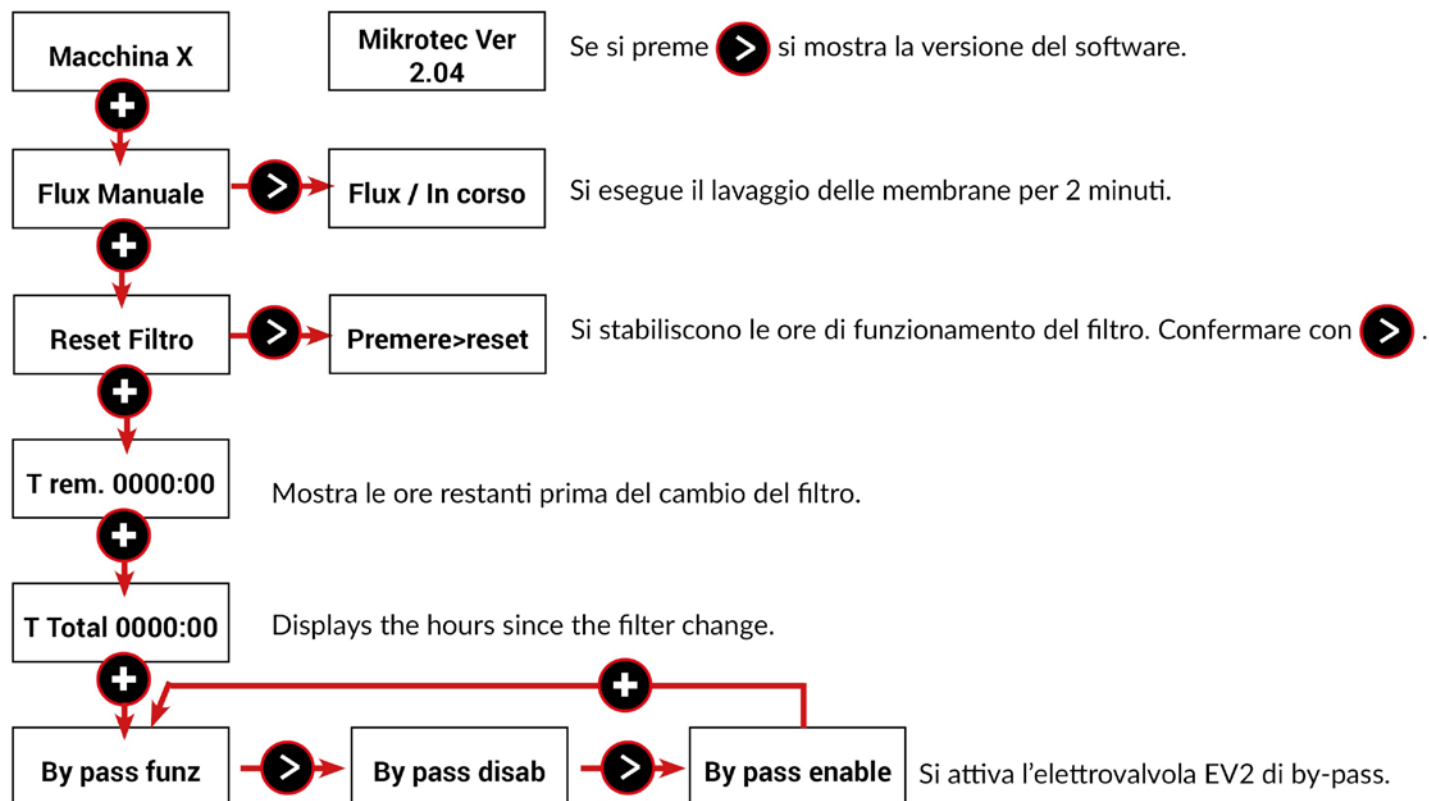 Macchina X
Mikrotec Ver
2.04
Se si preme > si mostra la versione del software.
+
Flux Manuale
>
Flux / In corso
Si esegue il lavaggio delle membrane per 2 minuti.
+
Reset Filtro
>
Premere>reset
Si stabiliscono le ore di funzionamento del filtro. Confermare con > .
+
T rem. 0000:00
Mostra le ore restanti prima del cambio del filtro.
+
T Total 0000:00
Displays the hours since the filter change.
+
+
By pass funz
>
By pass disab
>
By pass enable
Si attiva l'elettrovalvola EV2 di by-pass.